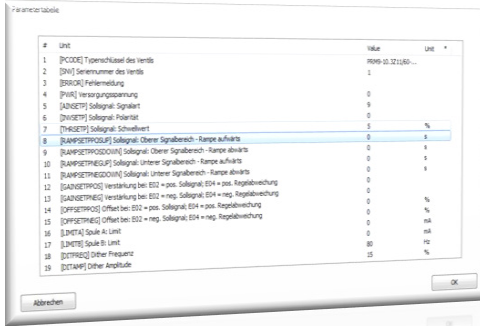 Parametertabelle
# Unit Value Unit
1 [PCODE] Typenschlüssel des Ventils PRM9-10.3Z11/60-...
2 [SNV] Seriennummer des Ventils 1
3 [ERROR] Fehlermeldung
4 [PWR] Versorgungsspannung 0
5 [AINSETP] Sollsignal: Signalart 9
6 [INVSETP] Sollsignal: Polarität 0
7 [THRSETP] Sollsignal: Schwellwert 5 %
8 [RAMPSETPPOSUP] Sollsignal: Oberer Signalbereich - Rampe aufwärts 0 s
9 [RAMPSETPPOSDOWN] Sollsignal: Oberer Signalbereich - Rampe abwärts 0 s
10 [RAMPSETPNEGUP] Sollsignal: Unterer Signalbereich - Rampe aufwärts 0 s
11 [RAMPSETPNEGDOWN] Sollsignal: Unterer Signalbereich - Rampe abwärts 0 s
12 [GAINSETPPOS] Verstärkung bei: E02 = pos. Sollsignal; E04 = pos. Regelabweichung 0
13 [GAINSETPNEG] Verstärkung bei: E02 = neg. Sollsignal; E04 = neg. Regelabweichung 0
14 [OFFSETPPOS] Offset bei: E02 = pos. Sollsignal; E04 = pos. Regelabweichung 0 %
15 [OFFSETPNEG] Offset bei: E02 = neg. Sollsignal; E04 = neg. Regelabweichung 0 %
16 [LIMITA] Spule A: Limit 0 mA
17 [LIMITB] Spule B: Limit 0 mA
18 [DITFREQ] Dither Frequenz 80 Hz
19 [DITAMP] Dither Amplitude 15 %
OK
Abbrechen